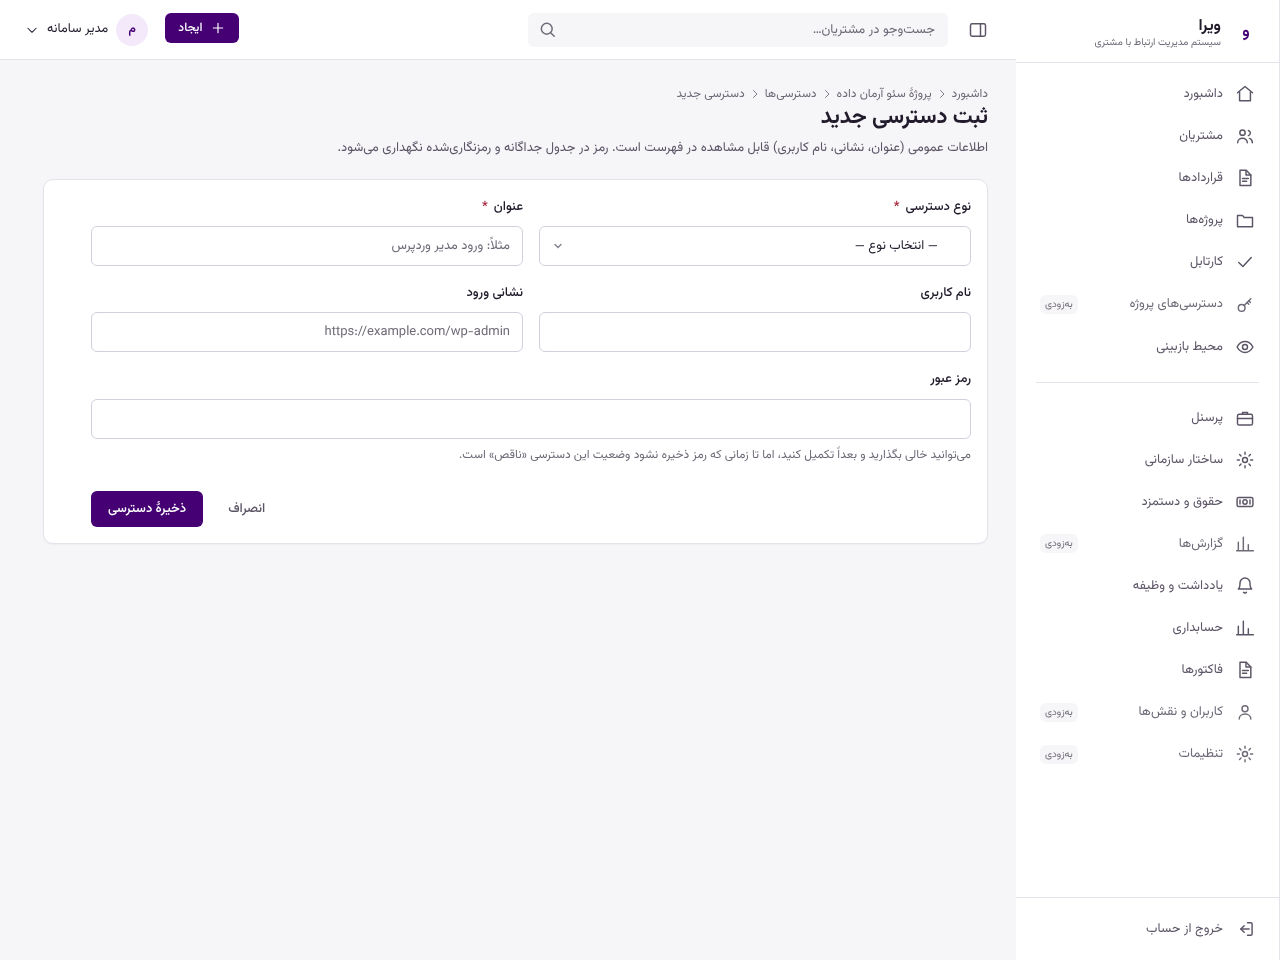 و
ویرا
سیستم مدیریت ارتباط با مشتری
جست‌وجو در مشتریان...
ایجاد
م
مدیر سامانه
داشبورد
مشتریان
قراردادها
پروژه‌ها
کارتابل
دسترسی‌های پروژه
به‌زودی
محیط بازبینی
پرسنل
ساختار سازمانی
حقوق و دستمزد
گزارش‌ها
به‌زودی
یادداشت و وظیفه
حسابداری
فاکتورها
کاربران و نقش‌ها
به‌زودی
تنظیمات
به‌زودی
خروج از حساب
داشبورد
پروژهٔ سئو آرمان داده
دسترسی‌ها
دسترسی جدید
ثبت دسترسی جدید
اطلاعات عمومی (عنوان، نشانی، نام کاربری) قابل مشاهده در فهرست است. رمز در جدول جداگانه و رمزنگاری‌شده نگهداری می‌شود.
نوع دسترسی *
عنوان *
— انتخاب نوع —
مثلاً: ورود مدیر وردپرس
نام کاربری
نشانی ورود
https://example.com/wp-admin
رمز عبور
می‌توانید خالی بگذارید و بعداً تکمیل کنید، اما تا زمانی که رمز ذخیره نشود وضعیت این دسترسی «ناقص» است.
انصراف
ذخیرهٔ دسترسی